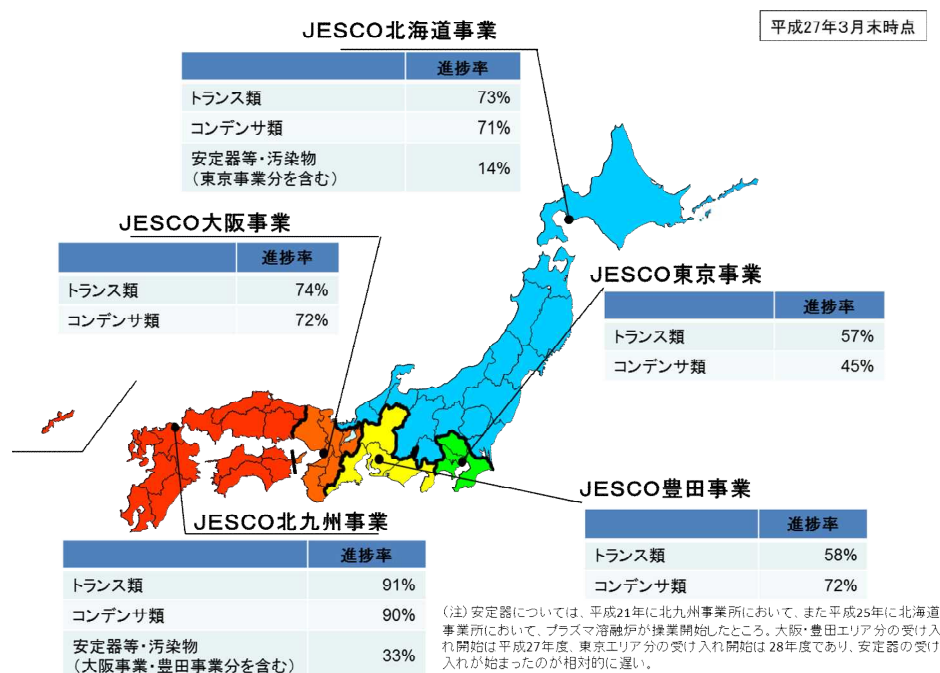 平成27年3月末時点
JESCO北海道事業
進捗率
トランス類 73%
コンデンサ類 71%
安定器等・汚染物
（東京事業分を含む） 14%
JESCO大阪事業
進捗率
トランス類 74%
コンデンサ類 72%
JESCO東京事業
進捗率
トランス類 57%
コンデンサ類 45%
JESCO豊田事業
進捗率
トランス類 58%
コンデンサ類 72%
JESCO北九州事業
進捗率
トランス類 91%
コンデンサ類 90%
安定器等・汚染物
（大阪事業・豊田事業分を含む） 33%
（注）安定器については、平成21年に北九州事業所において、また平成25年に北海道
事業所において、プラズマ溶融炉が操業開始したところ。大阪・豊田エリア分の受け入
れ開始は平成27年度、東京エリア分の受け入れ開始は28年度であり、安定器の受け
入れが始まったのが相対的に遅い。